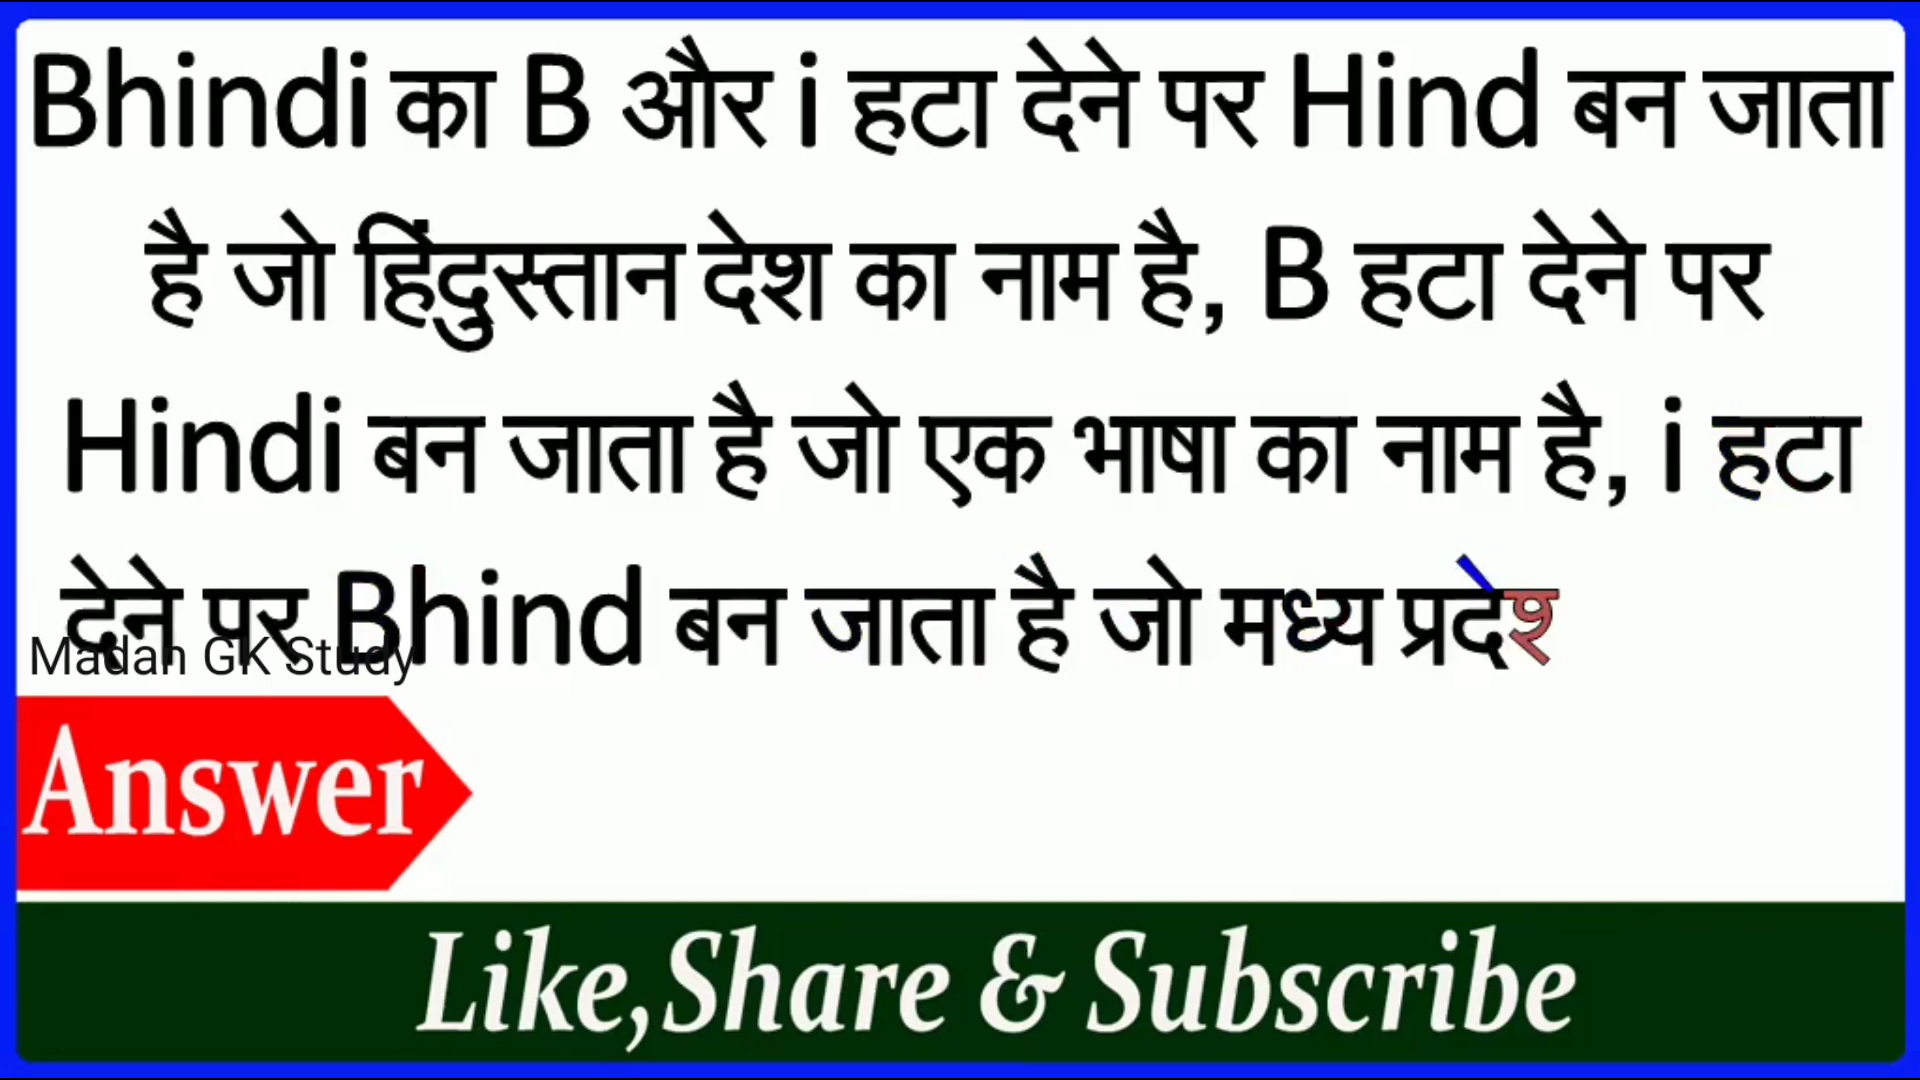 Bhindi का B और i हटा देने पर Hind बन जाता
है जो हिंदुस्तान देश का नाम है, B हटा देने पर
Hindi बन जाता है जो एक भाषा का नाम है, i हटा
देने पर Bhind बन जाता है जो मध्य प्रदेश
Madan GK Study
Answer
Like,Share & Subscribe